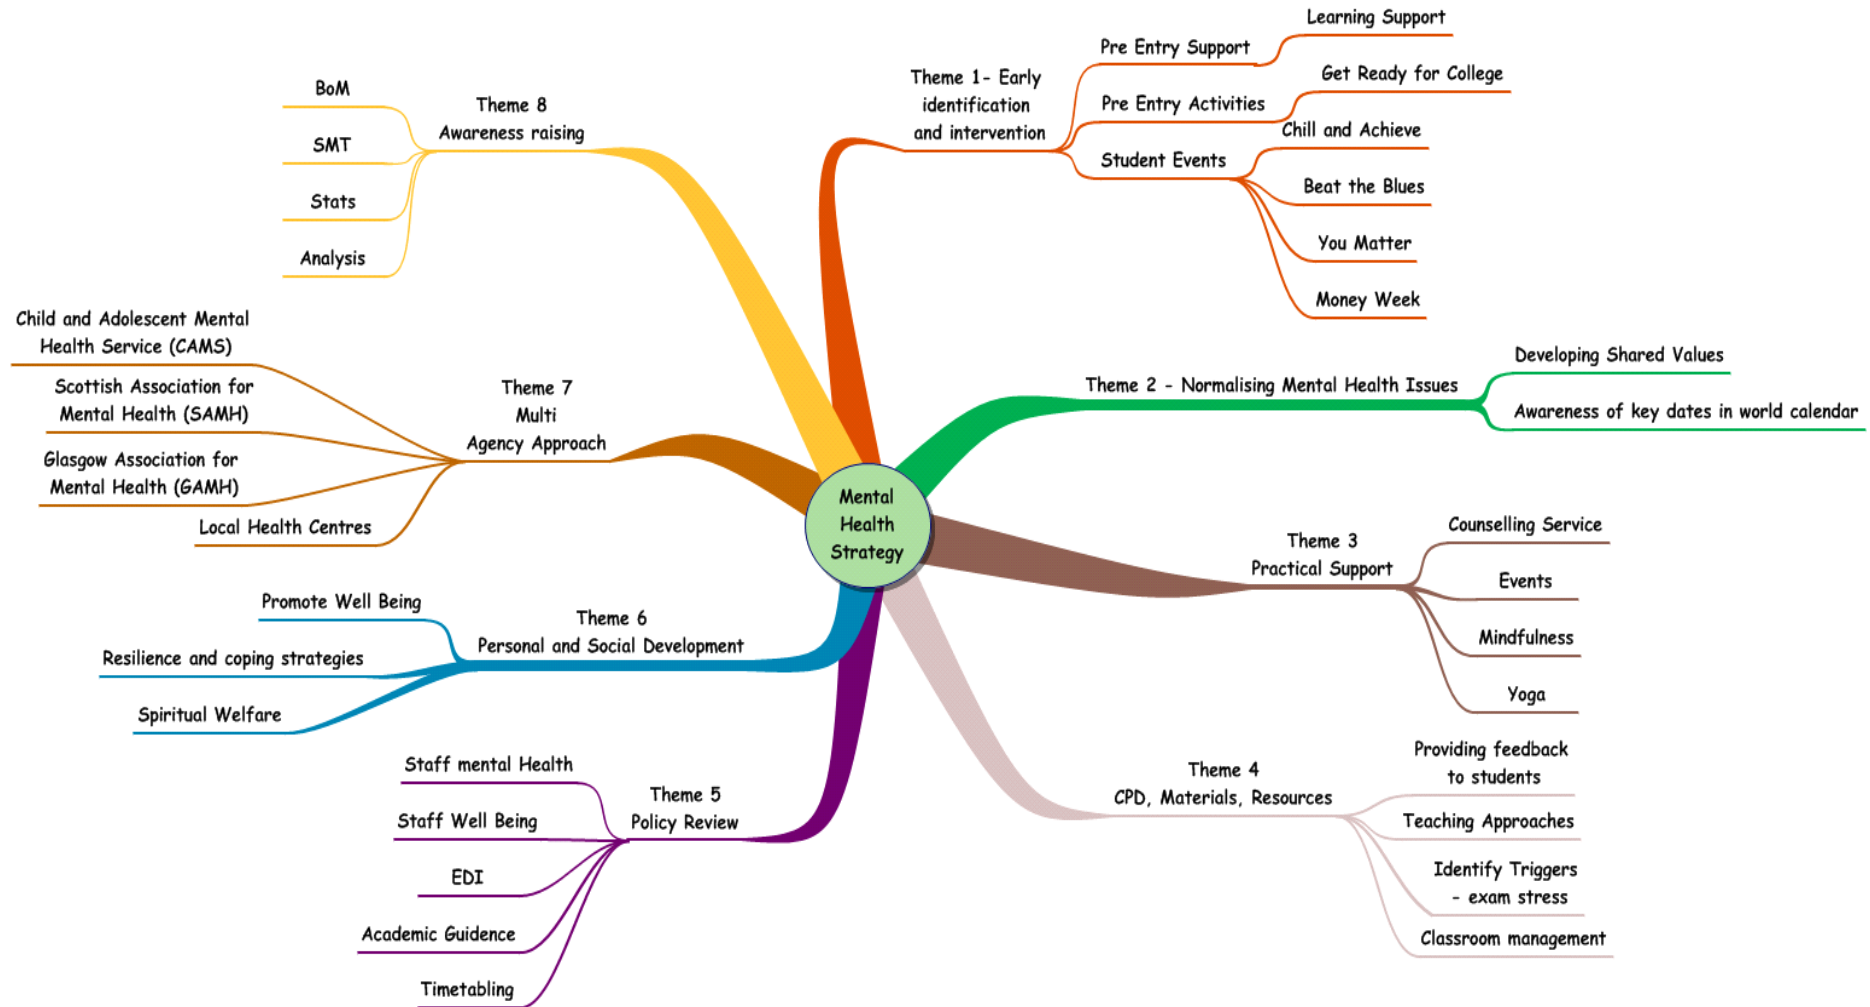 Mental
Health
Strategy
Theme 1- Early
identification
and intervention
Pre Entry Support
Learning Support
Pre Entry Activities
Get Ready for College
Student Events
Chill and Achieve
Beat the Blues
You Matter
Money Week
Theme 2 - Normalising Mental Health Issues
Developing Shared Values
Awareness of key dates in world calendar
Theme 3
Practical Support
Counselling Service
Events
Mindfulness
Yoga
Theme 4
CPD, Materials, Resources
Providing feedback
to students
Teaching Approaches
Identify Triggers
- exam stress
Classroom management
Theme 5
Policy Review
Staff mental Health
Staff Well Being
EDI
Academic Guidence
Timetabling
Theme 6
Personal and Social Development
Promote Well Being
Resilience and coping strategies
Spiritual Welfare
Theme 7
Multi
Agency Approach
Child and Adolescent Mental
Health Service (CAMS)
Scottish Association for
Mental Health (SAMH)
Glasgow Association for
Mental Health (GAMH)
Local Health Centres
Theme 8
Awareness raising
BoM
SMT
Stats
Analysis